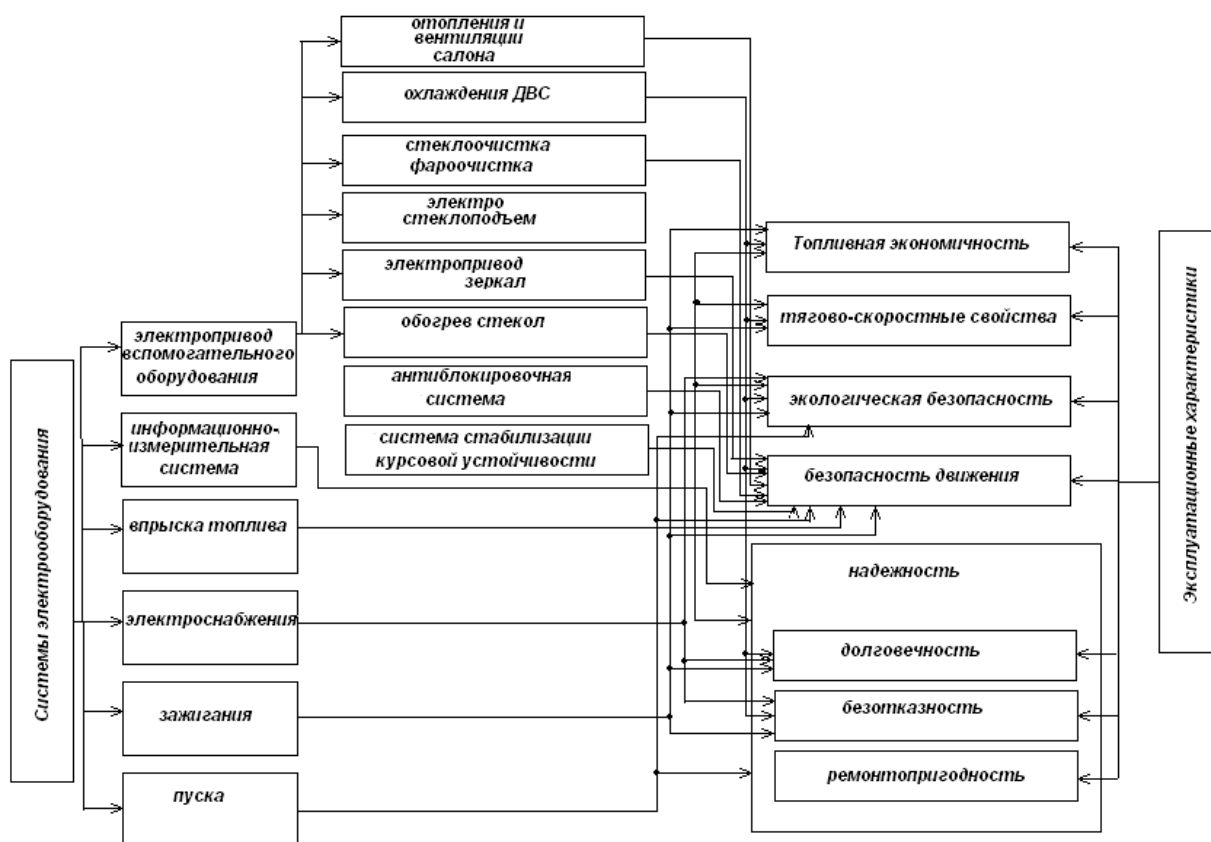 Системы электрооборудования
электропривод
вспомогательного
оборудования
информационно-
измерительная
система
впрыска топлива
электроснабжения
зажигания
пуска
отопления и
вентиляции
салона
охлаждения ДВС
стеклоочистка
фароочистка
электро
стеклоподъем
электропривод
зеркал
обогрев стекол
антиблокировочная
система
система стабилизации
курсовой устойчивости
Топливная экономичность
тягово-скоростные свойства
экологическая безопасность
безопасность движения
надежность
долговечность
безотказность
ремонтопригодность
Эксплуатационные характеристики